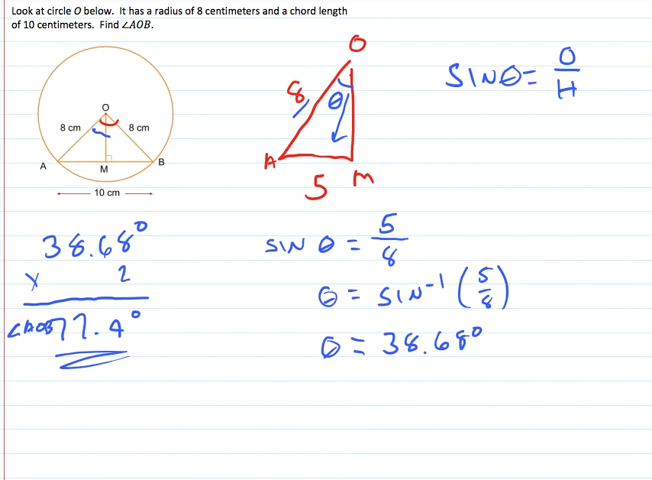 Look at circle O below. It has a radius of 8 centimeters and a chord length
of 10 centimeters. Find ∠AOB.
O
8 cm
8 cm
A
M
B
10 cm
O
8
θ
A
5
M
SINθ = O/H
38.68°
x 2
∠AOB 77.4°
SIN θ = 5/8
θ = SIN⁻¹ (5/8)
θ = 38.68°